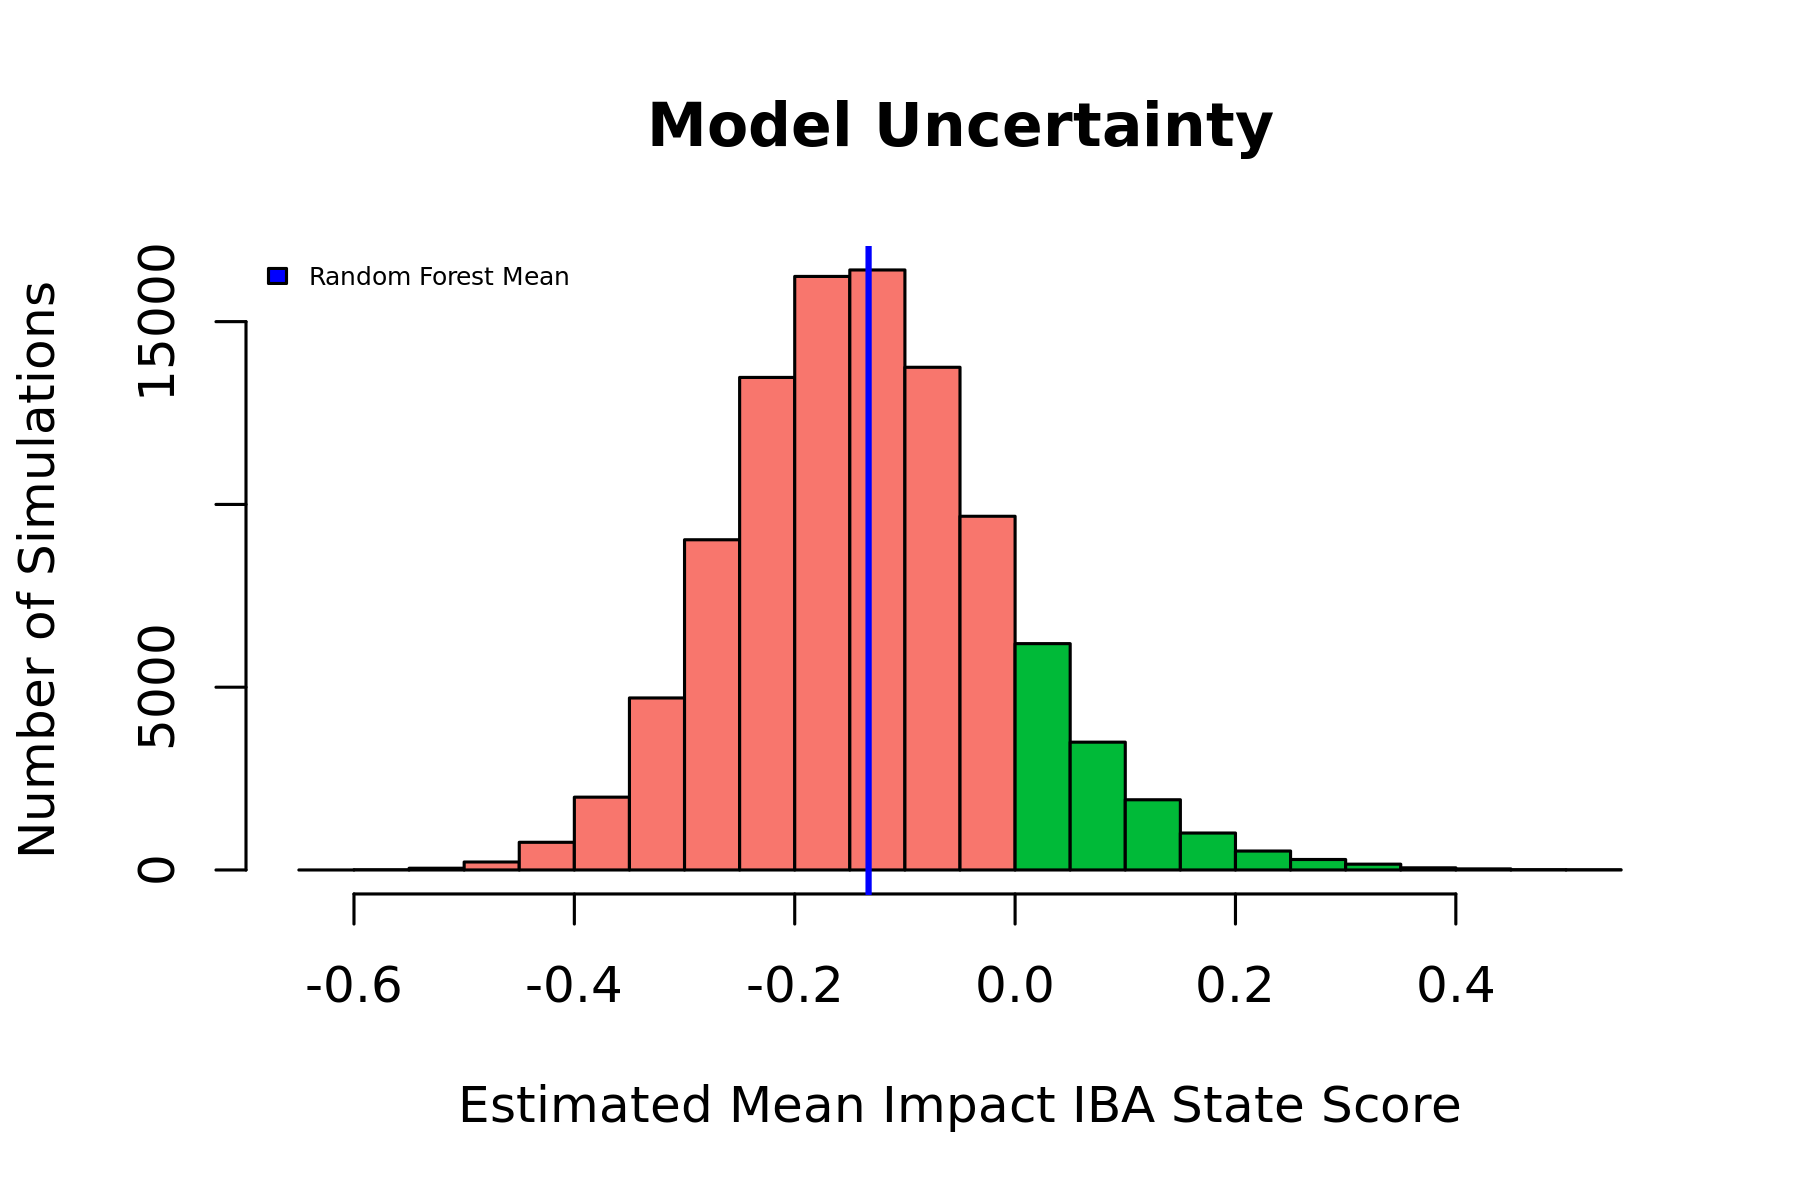 Model Uncertainty
Random Forest Mean
Number of Simulations
15000
5000
0
-0.6 -0.4 -0.2 0.0 0.2 0.4
Estimated Mean Impact IBA State Score